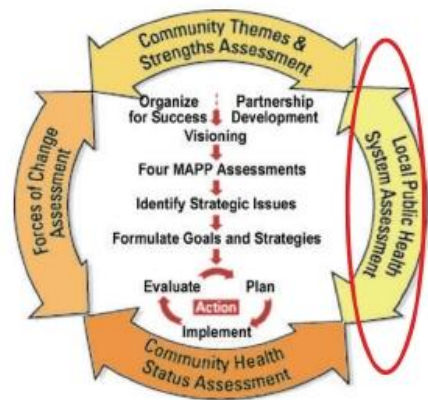 Community Themes &
Strengths Assessment
Organize
for Success
Partnership
Development
Visioning
Four MAPP Assessments
Identify Strategic Issues
Formulate Goals and Strategies
Evaluate
Plan
Action
Implement
Forces of Change
Assessment
Local Public Health
System Assessment
Community Health
Status Assessment